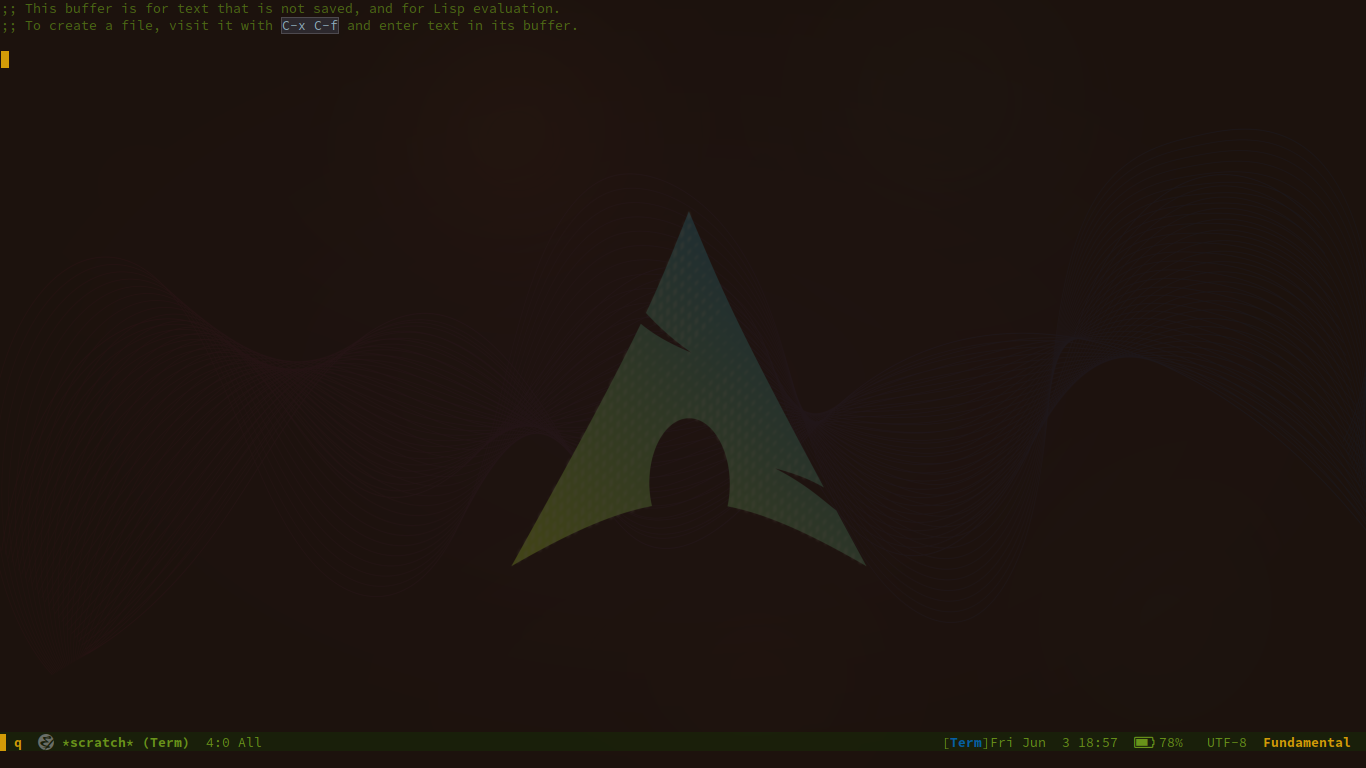 ;; This buffer is for text that is not saved, and for Lisp evaluation.
;; To create a file, visit it with C-x C-f and enter text in its buffer.
q *scratch* (Term) 4:0 All [Term]Fri Jun  3 18:57 78% UTF-8 Fundamental